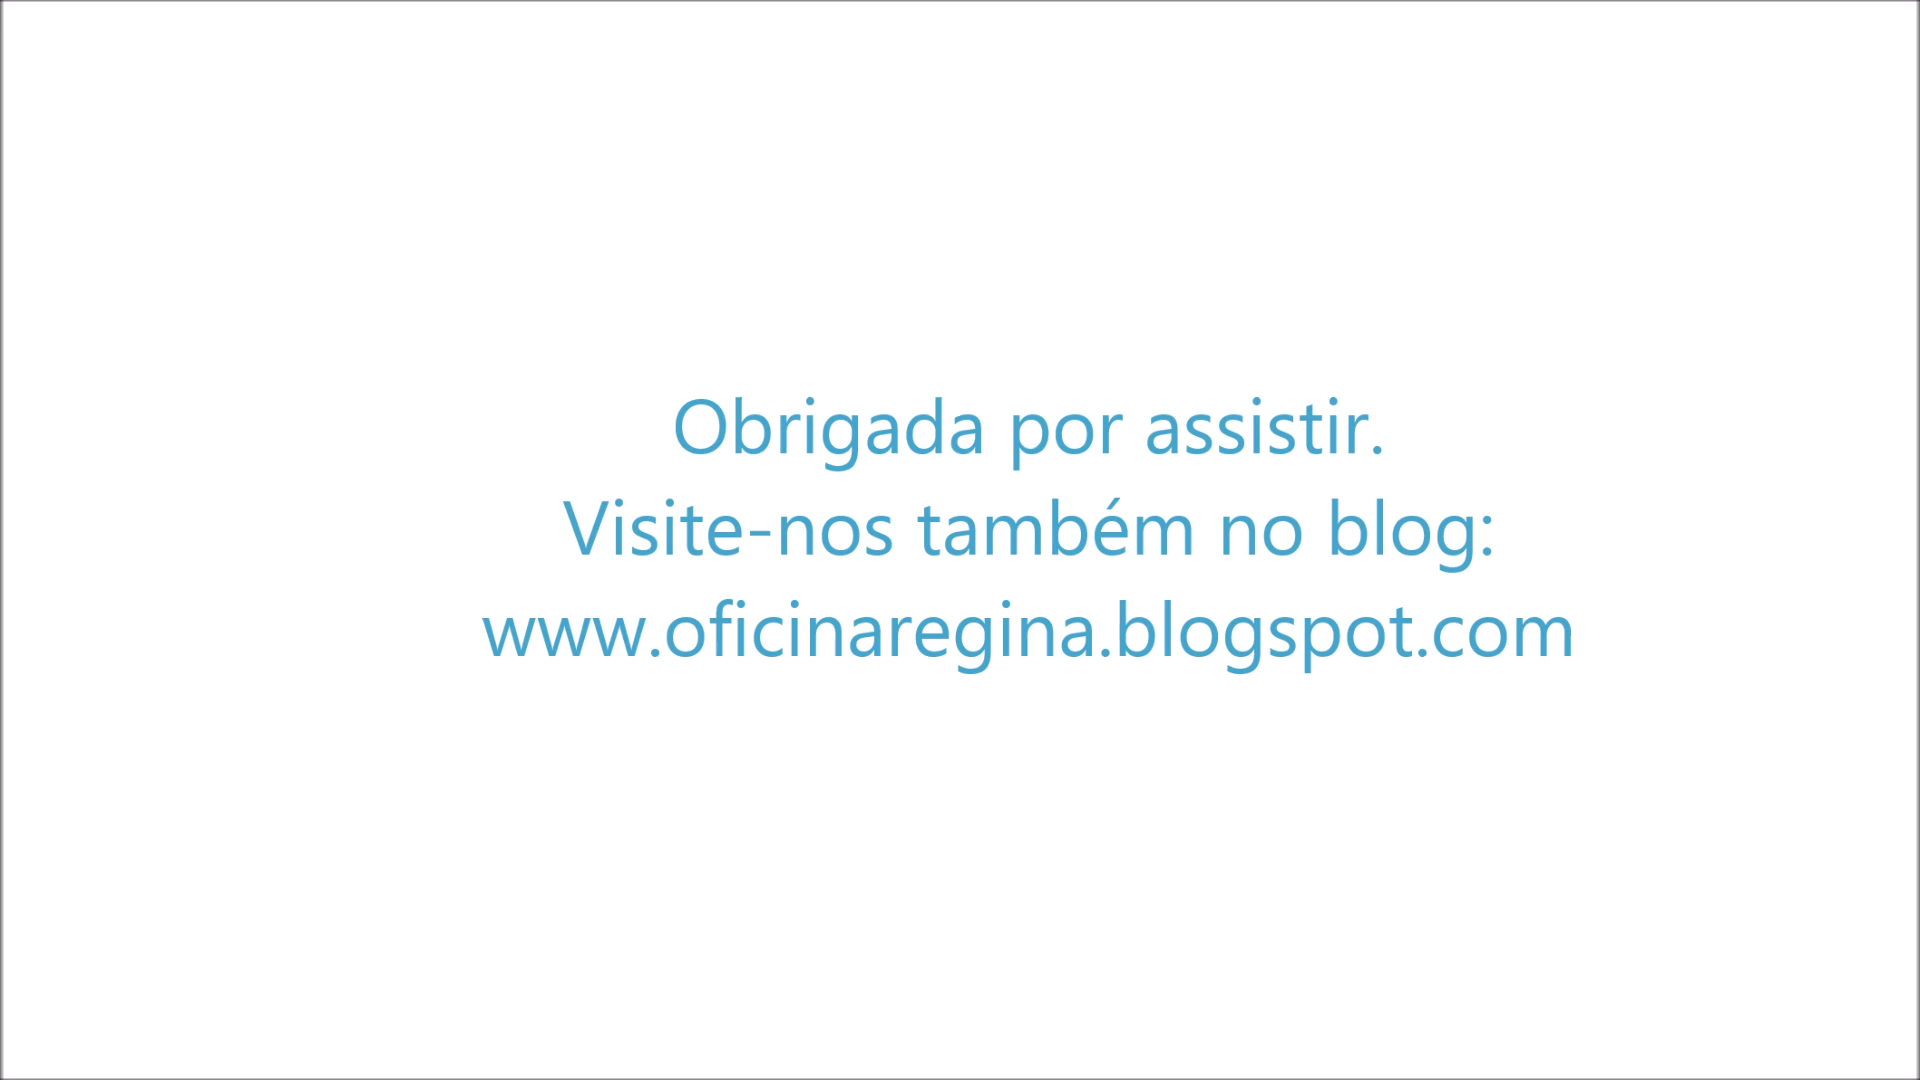 Obrigada por assistir.
Visite-nos também no blog:
www.oficinaregina.blogspot.com